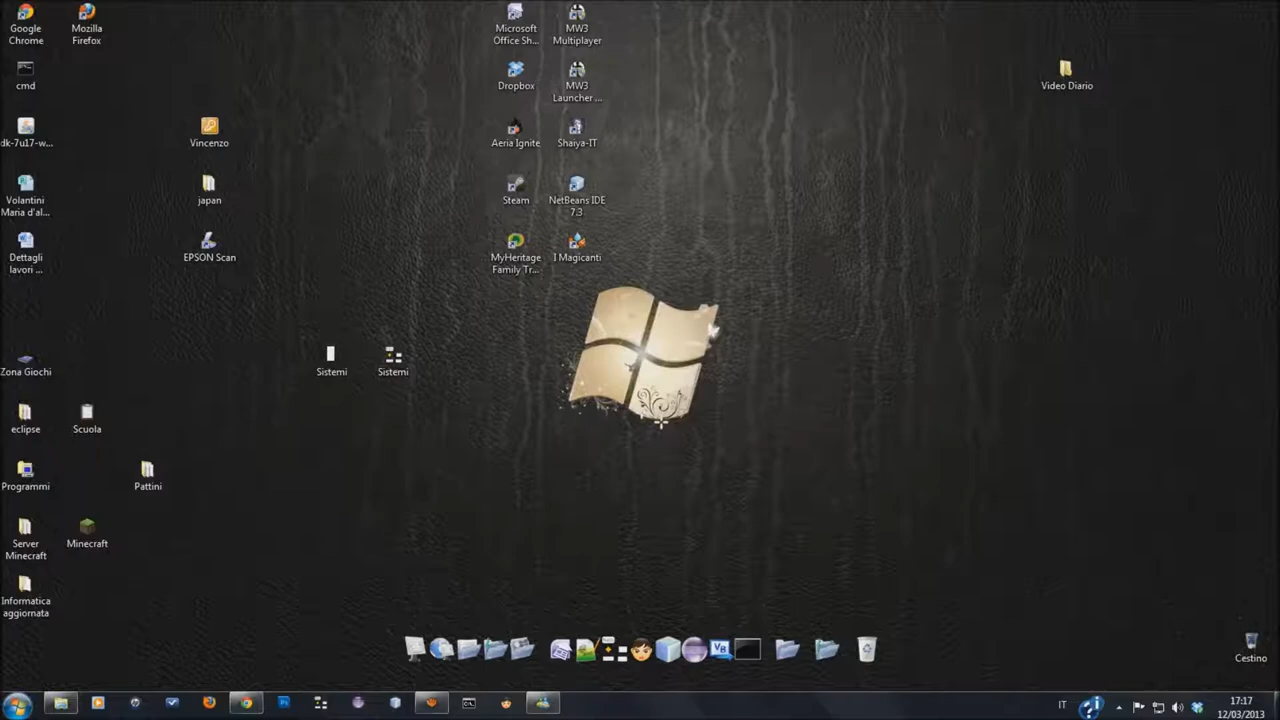 Google
Chrome
Mozilla
Firefox
Microsoft
Office Sh...
MW3
Multiplayer
cmd
Dropbox
MW3
Launcher ...
Video Diario
dk-7u17-w...
Vincenzo
Aeria Ignite
Shaiya-IT
Volantini
Maria d'al...
japan
Steam
NetBeans IDE
7.3
Dettagli
lavori ...
EPSON Scan
MyHeritage
Family Tr...
I Magicanti
Zona Giochi
Sistemi
Sistemi
eclipse
Scuola
Programmi
Pattini
Server
Minecraft
Minecraft
Informatica
aggiornata
VB
Cestino
IT
17:17
12/03/2013